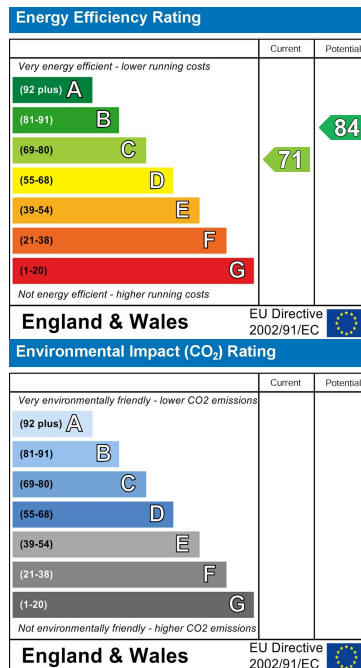 Energy Efficiency Rating
Current Potential
Very energy efficient - lower running costs
(92 plus) A
(81-91) B
84
(69-80) C
71
(55-68) D
(39-54) E
(21-38) F
(1-20) G
Not energy efficient - higher running costs
England & Wales
EU Directive
2002/91/EC
Environmental Impact (CO₂) Rating
Current Potential
Very environmentally friendly - lower CO2 emissions
(92 plus) A
(81-91) B
(69-80) C
(55-68) D
(39-54) E
(21-38) F
(1-20) G
Not environmentally friendly - higher CO2 emissions
England & Wales
EU Directive
2002/91/EC